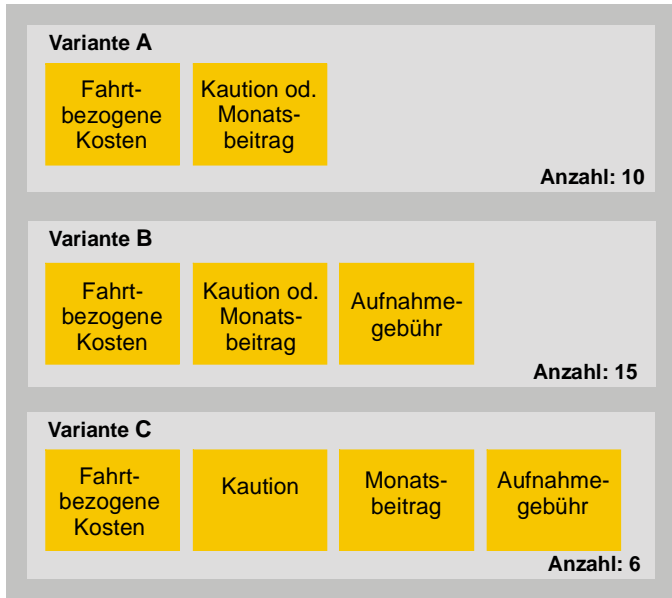 Variante A
Fahrt-
bezogene
Kosten
Kaution od.
Monats-
beitrag
Anzahl: 10
Variante B
Fahrt-
bezogene
Kosten
Kaution od.
Monats-
beitrag
Aufnahme-
gebühr
Anzahl: 15
Variante C
Fahrt-
bezogene
Kosten
Kaution
Monats-
beitrag
Aufnahme-
gebühr
Anzahl: 6